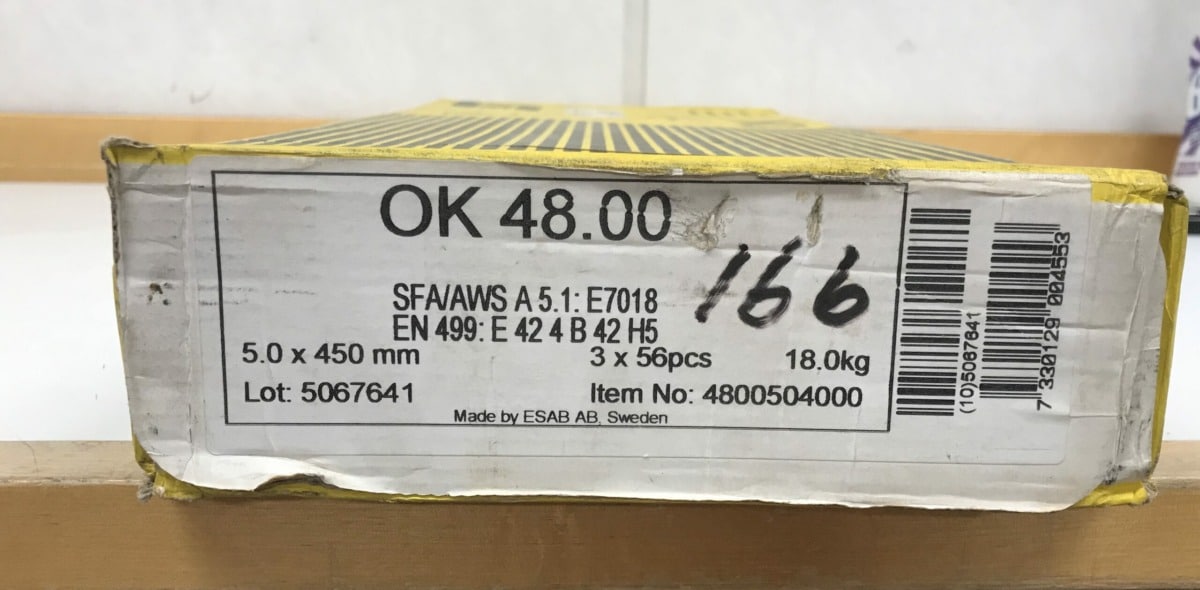 OK 48.00
166
SFA/AWS A 5.1: E7018
EN 499: E 42 4 B 42 H5
5.0 x 450 mm 3 x 56pcs 18.0kg
Lot: 5067641 Item No: 4800504000
Made by ESAB AB, Sweden
(10)5067641
7 330129 004553